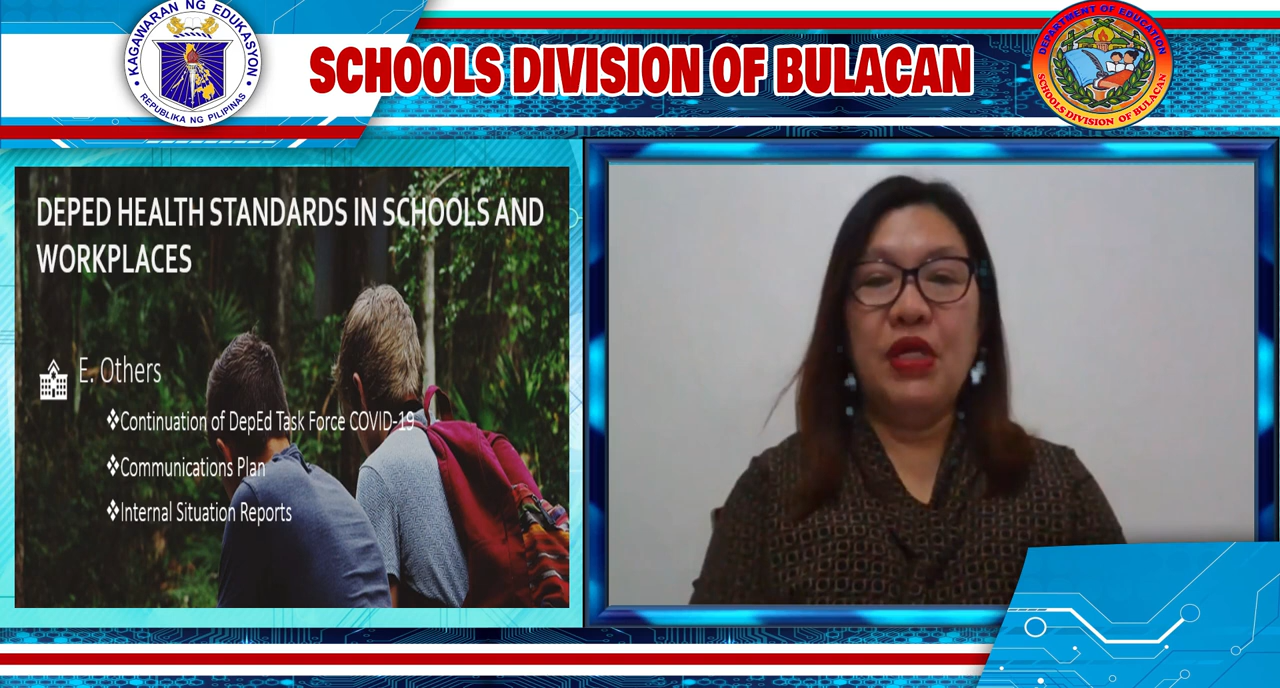 KAGAWARAN NG EDUKASYON
REPUBLIKA NG PILIPINAS
SCHOOLS DIVISION OF BULACAN
DEPARTMENT OF EDUCATION
SCHOOLS DIVISION OF BULACAN
DEPED HEALTH STANDARDS IN SCHOOLS AND
WORKPLACES
E. Others
❖Continuation of DepEd Task Force COVID-19
❖Communications Plan
❖Internal Situation Reports